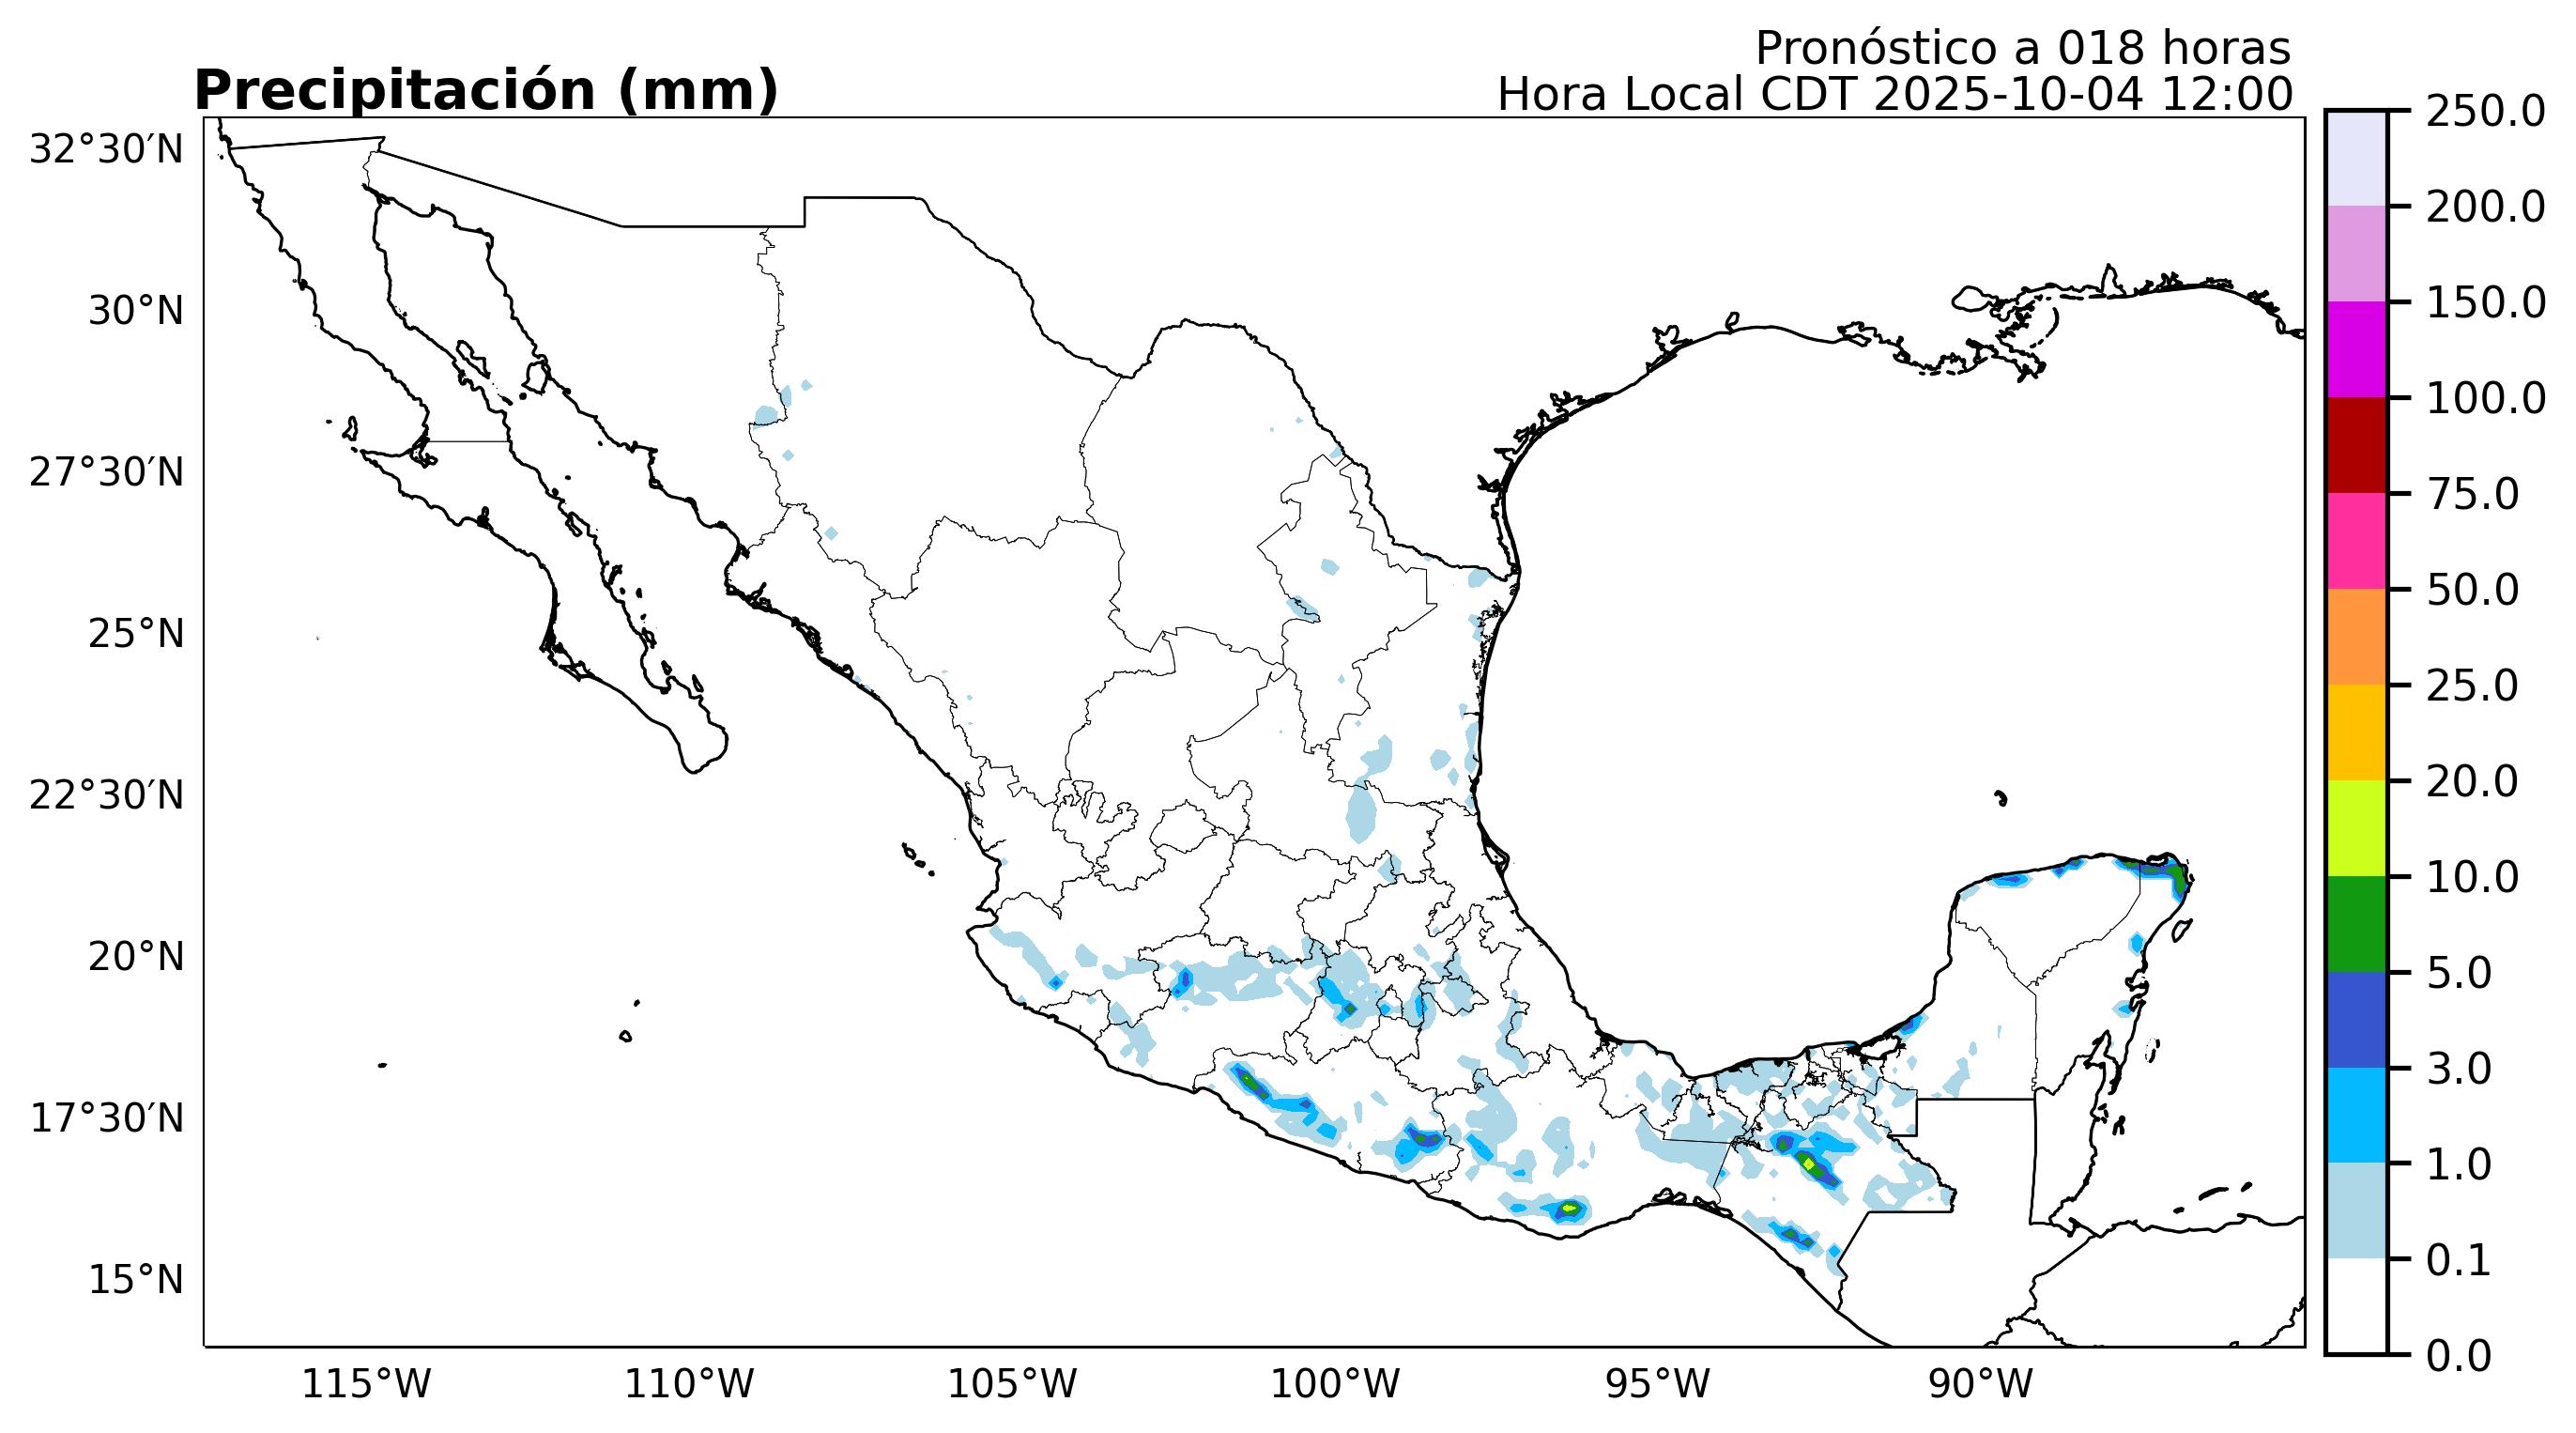 Pronóstico a 018 horas
Precipitación (mm)
Hora Local CDT 2025-10-04 12:00
32°30′N
30°N
27°30′N
25°N
22°30′N
20°N
17°30′N
15°N
115°W
110°W
105°W
100°W
95°W
90°W
250.0
200.0
150.0
100.0
75.0
50.0
25.0
20.0
10.0
5.0
3.0
1.0
0.1
0.0